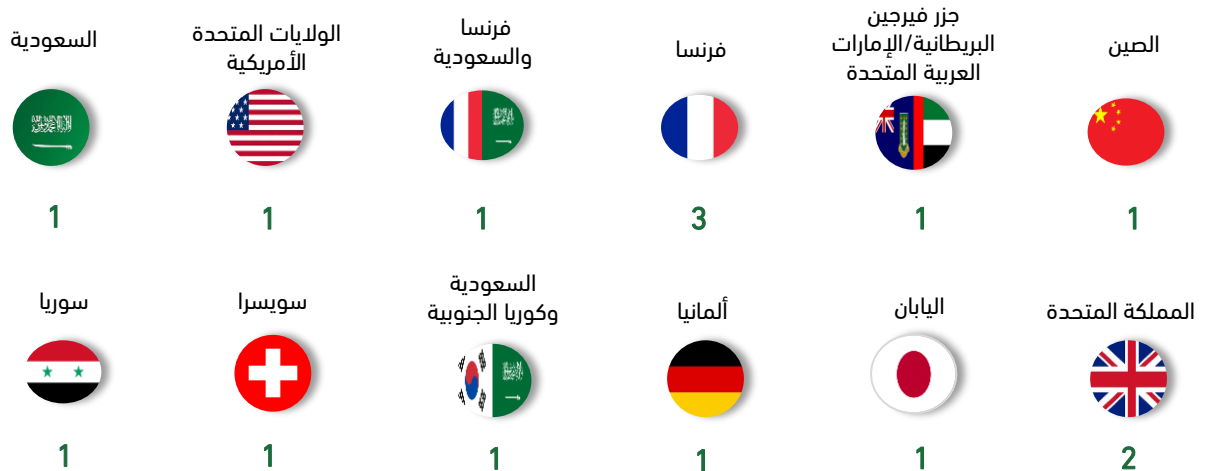 الصين
1
جزر فيرجين
البريطانية/الإمارات
العربية المتحدة
1
فرنسا
3
فرنسا
والسعودية
1
الولايات المتحدة
الأمريكية
1
السعودية
1
المملكة المتحدة
2
اليابان
1
ألمانيا
1
السعودية
وكوريا الجنوبية
1
سويسرا
1
سوريا
1